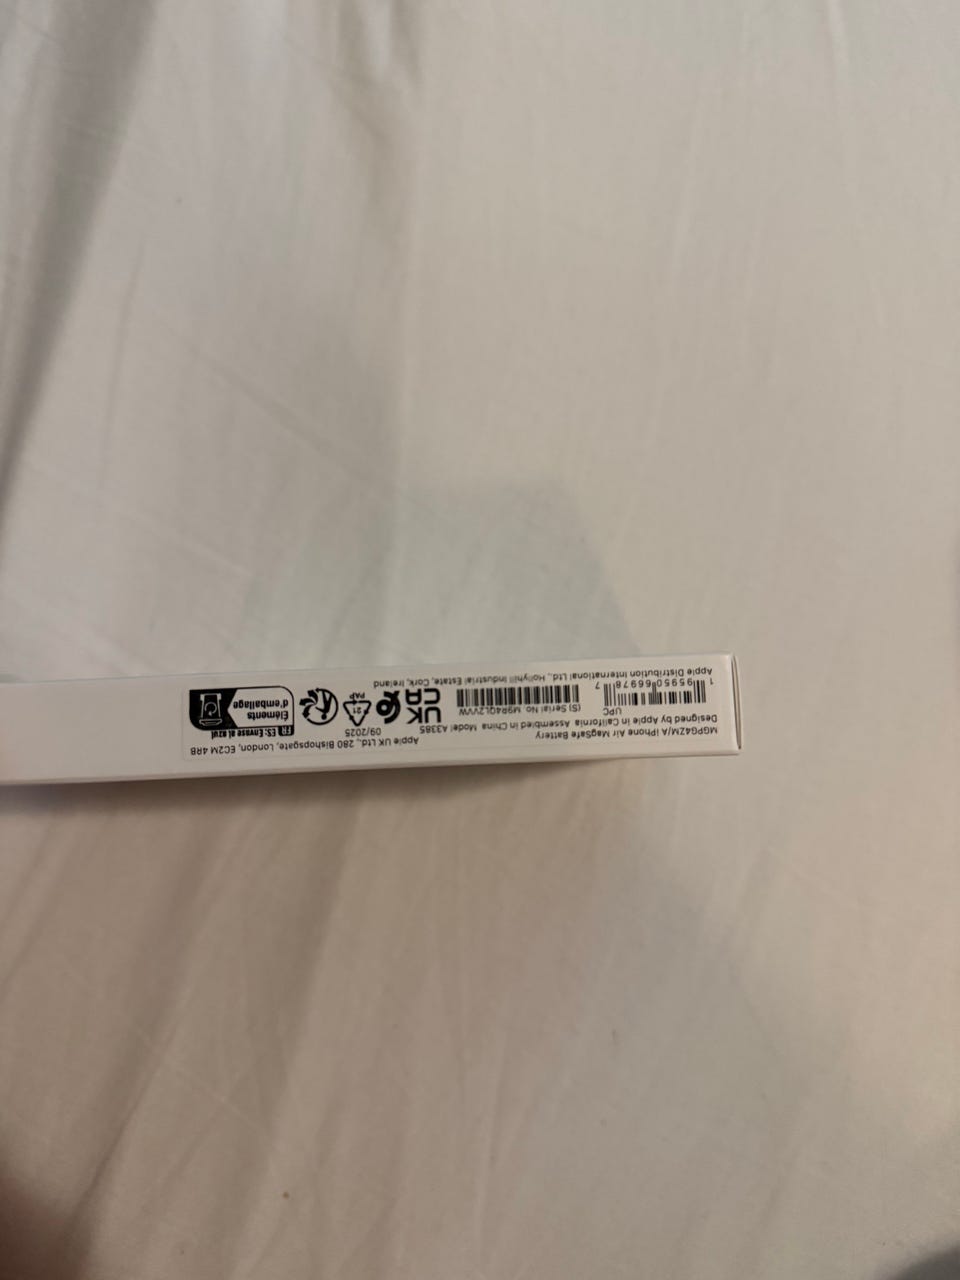 MGPG4ZM/A iPhone Air MagSafe Battery
Designed by Apple in California Assembled in China Model A3385
UPC
1 95950 66978 7
(S) Serial No. M9R4QLZVVW
Apple Distribution International Ltd., Hollyhill Industrial Estate, Cork, Ireland
Apple UK Ltd., 280 Bishopsgate, London, EC2M 4RB
09/2025
UK
CA
21
PAP
FR ES: Envase al azul
Éléments
d'emballage